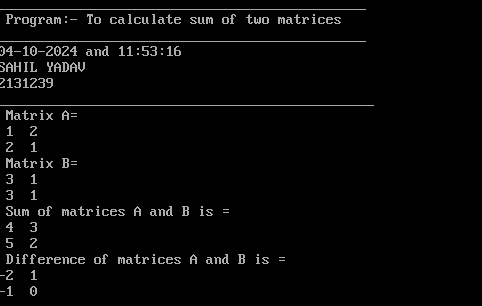 Program:- To calculate sum of two matrices
04-10-2024 and 11:53:16
SAHIL YADAV
2131239
Matrix A=
1 2
2 1
Matrix B=
3 1
3 1
Sum of matrices A and B is =
4 3
5 2
Difference of matrices A and B is =
-2 1
-1 0